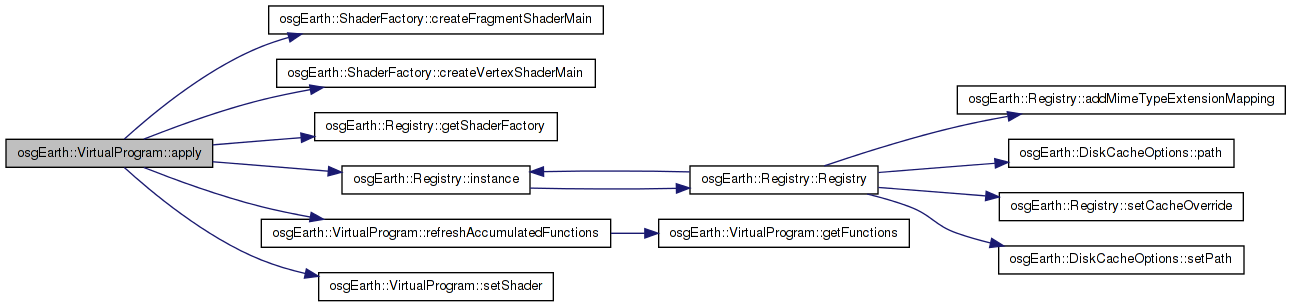 osgEarth::ShaderFactory::createFragmentShaderMain
osgEarth::ShaderFactory::createVertexShaderMain
osgEarth::Registry::addMimeTypeExtensionMapping
osgEarth::Registry::getShaderFactory
osgEarth::VirtualProgram::apply
osgEarth::DiskCacheOptions::path
osgEarth::Registry::instance
osgEarth::Registry::Registry
osgEarth::Registry::setCacheOverride
osgEarth::VirtualProgram::refreshAccumulatedFunctions
osgEarth::VirtualProgram::getFunctions
osgEarth::DiskCacheOptions::setPath
osgEarth::VirtualProgram::setShader